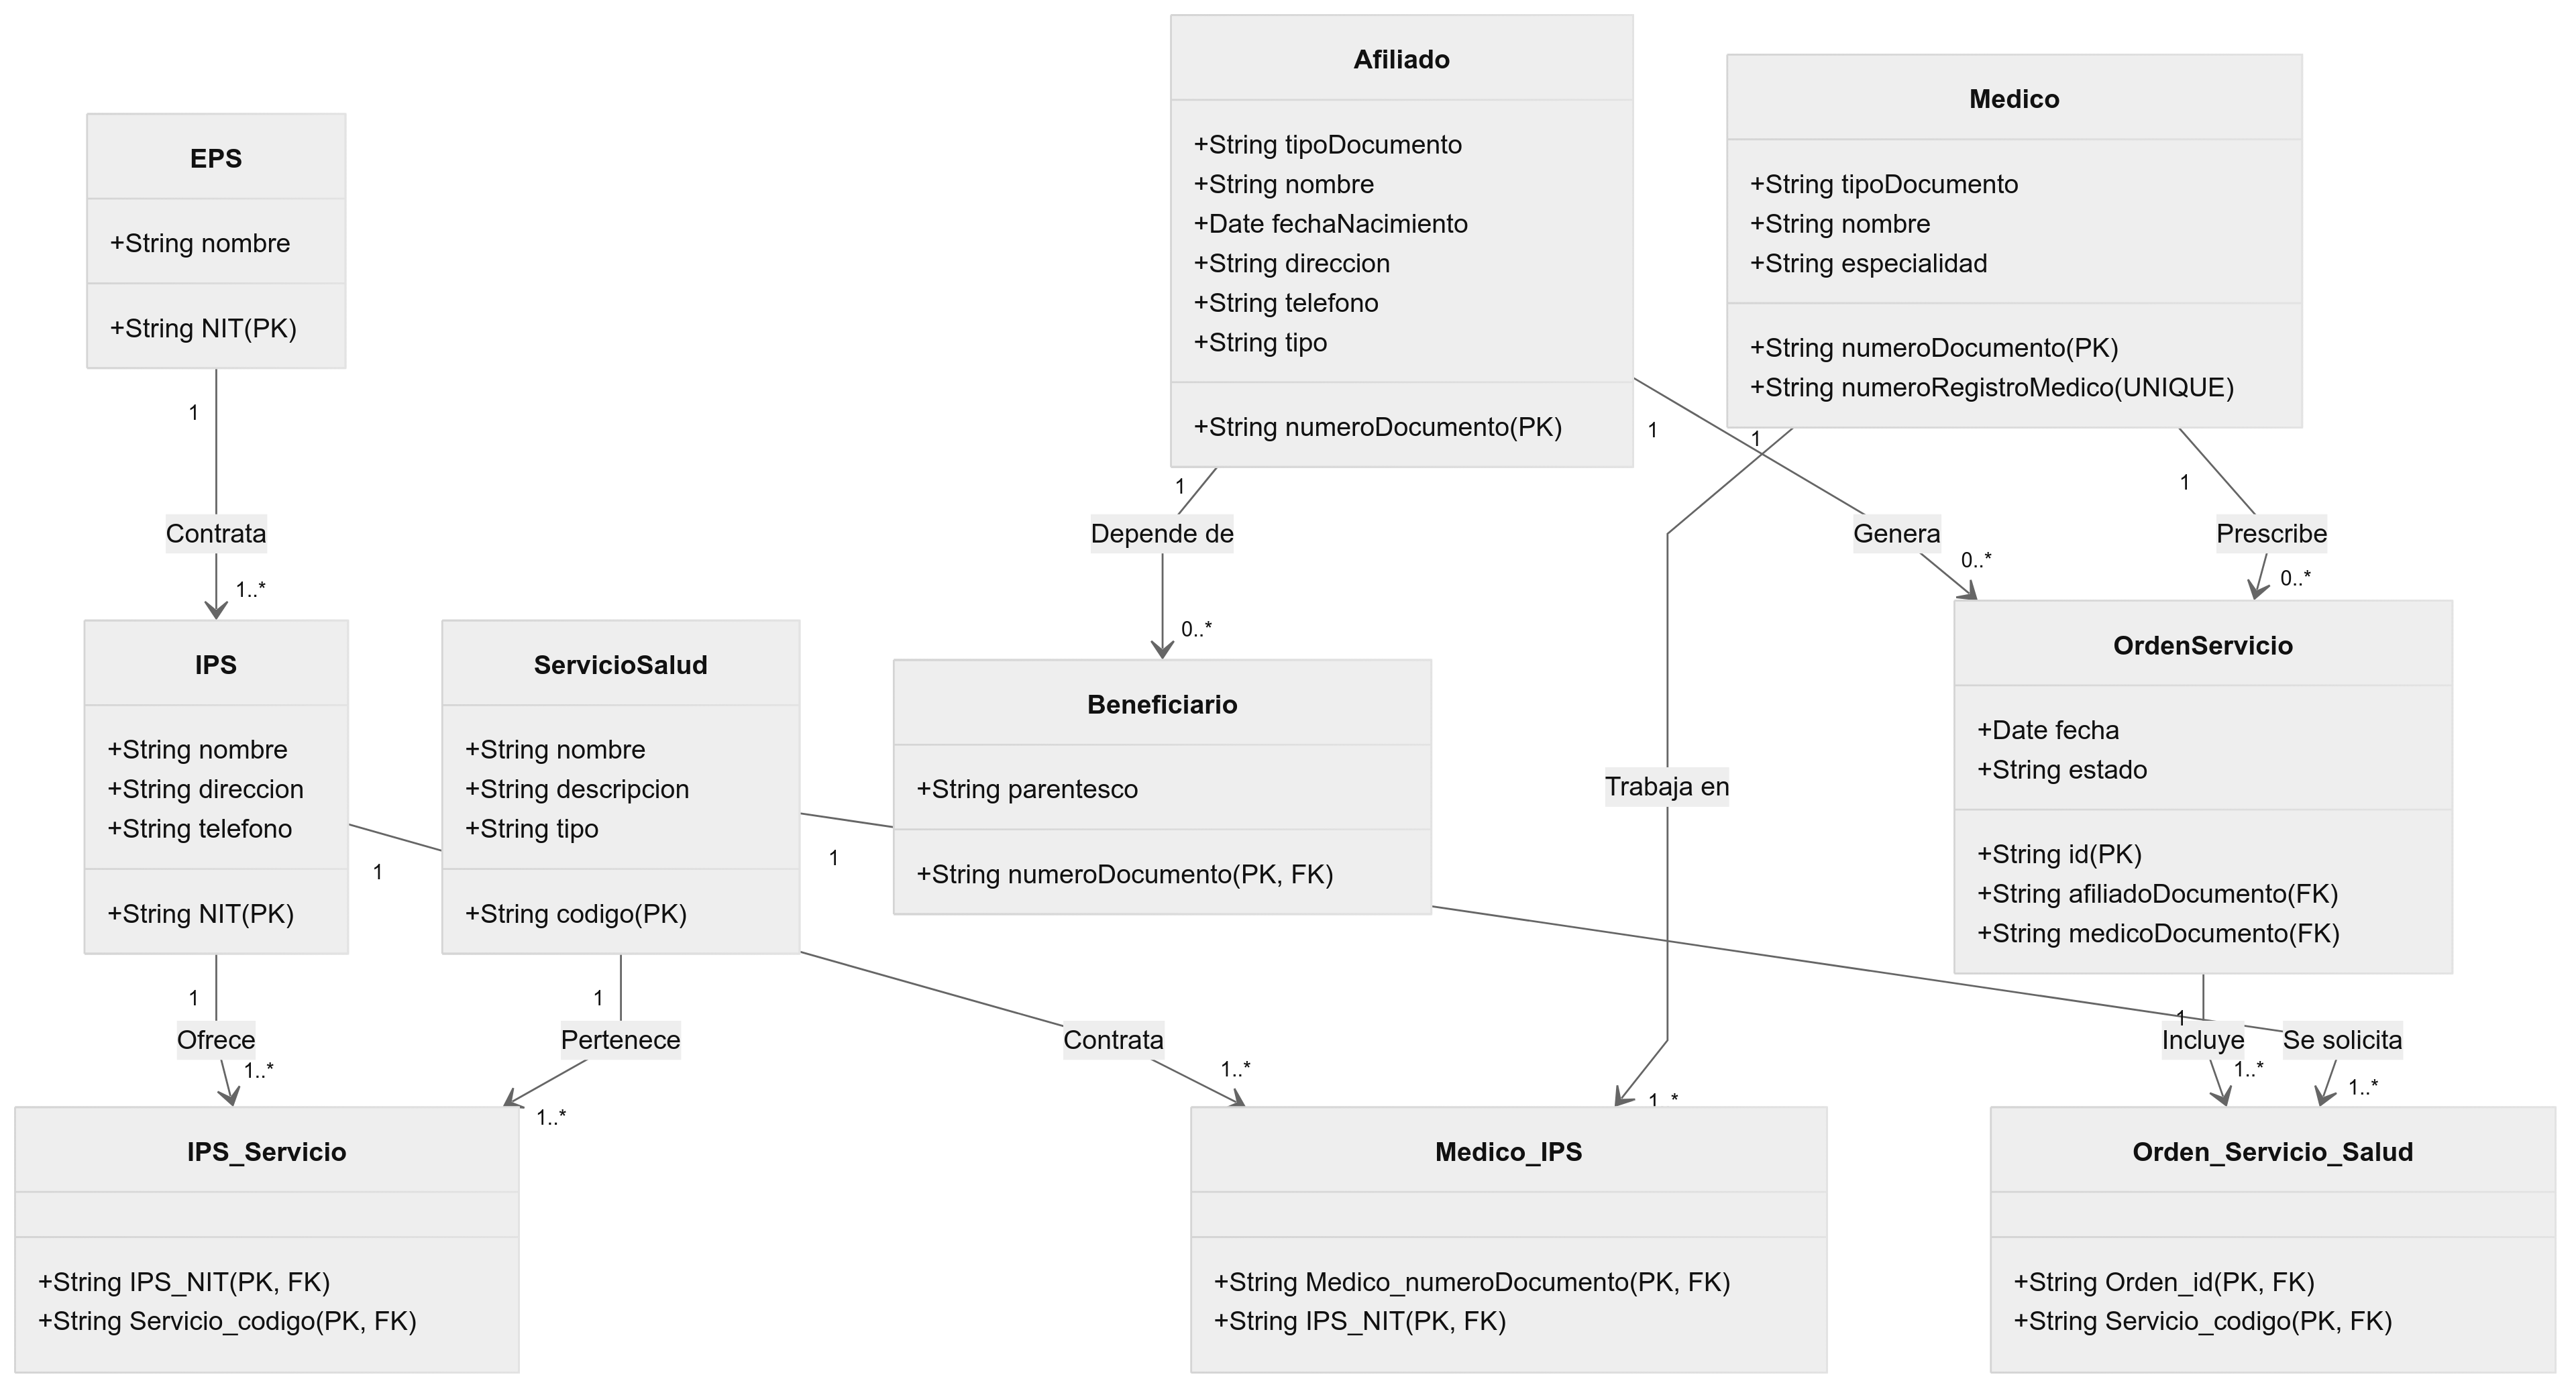 Afiliado
+String tipoDocumento
+String nombre
+Date fechaNacimiento
+String direccion
+String telefono
+String tipo
+String numeroDocumento(PK)
Medico
+String tipoDocumento
+String nombre
+String especialidad
+String numeroDocumento(PK)
+String numeroRegistroMedico(UNIQUE)
EPS
+String nombre
+String NIT(PK)
1
Contrata
1..*
1
Depende de
0..*
1
Genera
0..*
1
Trabaja en
1..*
1
Prescribe
0..*
IPS
+String nombre
+String direccion
+String telefono
+String NIT(PK)
ServicioSalud
+String nombre
+String descripcion
+String tipo
+String codigo(PK)
Beneficiario
+String parentesco
+String numeroDocumento(PK, FK)
OrdenServicio
+Date fecha
+String estado
+String id(PK)
+String afiliadoDocumento(FK)
+String medicoDocumento(FK)
1
Ofrece
1..*
1
Pertenece
1..*
1
Contrata
1..*
1
Incluye
1..*
1
Se solicita
1..*
IPS_Servicio
+String IPS_NIT(PK, FK)
+String Servicio_codigo(PK, FK)
Medico_IPS
+String Medico_numeroDocumento(PK, FK)
+String IPS_NIT(PK, FK)
Orden_Servicio_Salud
+String Orden_id(PK, FK)
+String Servicio_codigo(PK, FK)